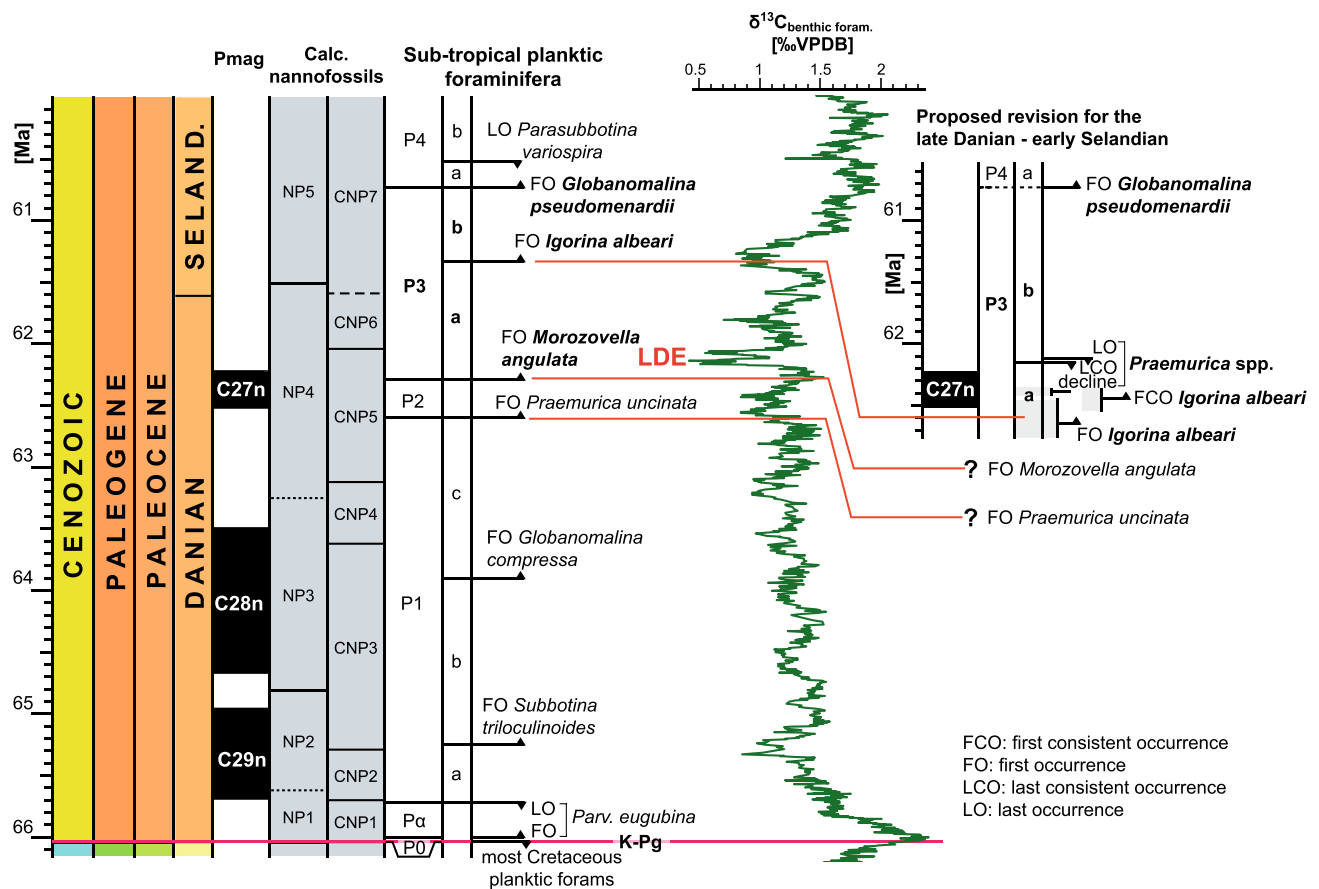 δ13Cbenthic foram.
[‰VPDB]
0.5 1 1.5 2
Pmag
Calc.
nannofossils
Sub-tropical planktic
foraminifera
[Ma]
61
62
63
64
65
66
CENOZOIC
PALEOGENE
PALEOCENE
SELAND.
DANIAN
C27n
C28n
C29n
NP5
NP4
NP3
NP2
NP1
CNP7
CNP6
CNP5
CNP4
CNP3
CNP2
CNP1
P4
P3
P2
P1
Pα
P0
b
a
b
a
c
b
a
LO Parasubbotina
variospira
FO Globanomalina
pseudomenardii
FO Igorina albeari
FO Morozovella
angulata
LDE
FO Praemurica uncinata
FO Globanomalina
compressa
FO Subbotina
triloculinoides
LO
FO
Parv. eugubina
K-Pg
most Cretaceous
planktic forams
Proposed revision for the
late Danian - early Selandian
[Ma]
61
62
C27n
P4
P3
a
b
a
FO Globanomalina
pseudomenardii
LO
LCO
decline
Praemurica spp.
FCO Igorina albeari
FO Igorina albeari
? FO Morozovella angulata
? FO Praemurica uncinata
FCO: first consistent occurrence
FO: first occurrence
LCO: last consistent occurrence
LO: last occurrence